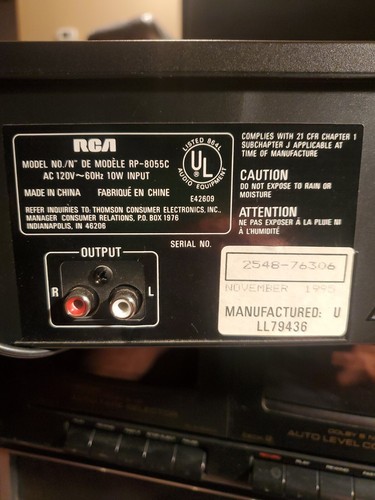 RCA
MODEL NO./N° DE MODÈLE RP-8055C
AC 120V～60Hz 10W INPUT
MADE IN CHINA FABRIQUÉ EN CHINE
REFER INQUIRIES TO THOMSON CONSUMER ELECTRONICS, INC.,
MANAGER CONSUMER RELATIONS, P.O. BOX 1976
INDIANAPOLIS, IN 46206
LISTED 864L
UL
AUDIO EQUIPMENT
E42609
COMPLIES WITH 21 CFR CHAPTER 1
SUBCHAPTER J APPLICABLE AT
TIME OF MANUFACTURE
CAUTION
DO NOT EXPOSE TO RAIN OR
MOISTURE
ATTENTION
NE PAS EXPOSER À LA PLUIE NI
À L'HUMIDITÉ
SERIAL NO.
OUTPUT
R L
2548-76306
NOVEMBER 1995
MANUFACTURED: U
LL79436
DOLBY
AUTO LEVEL
PLAY